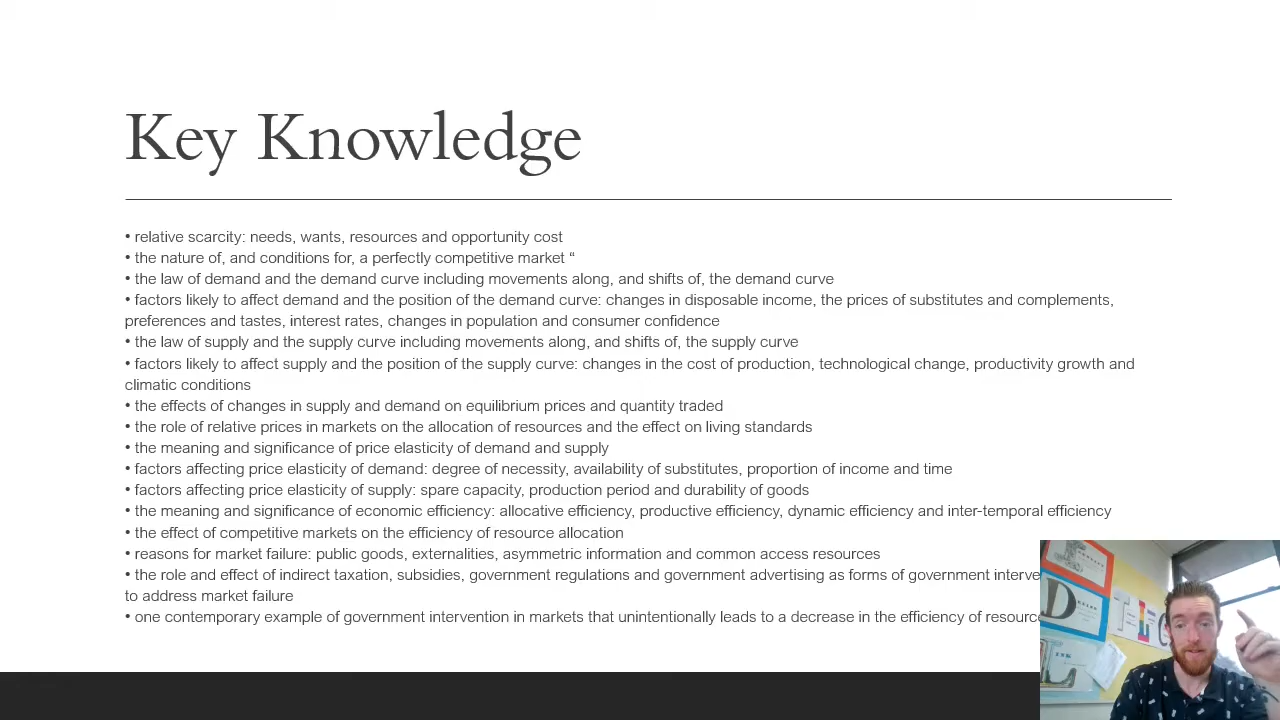 Key Knowledge
• relative scarcity: needs, wants, resources and opportunity cost
• the nature of, and conditions for, a perfectly competitive market “
• the law of demand and the demand curve including movements along, and shifts of, the demand curve
• factors likely to affect demand and the position of the demand curve: changes in disposable income, the prices of substitutes and complements,
preferences and tastes, interest rates, changes in population and consumer confidence
• the law of supply and the supply curve including movements along, and shifts of, the supply curve
• factors likely to affect supply and the position of the supply curve: changes in the cost of production, technological change, productivity growth and
climatic conditions
• the effects of changes in supply and demand on equilibrium prices and quantity traded
• the role of relative prices in markets on the allocation of resources and the effect on living standards
• the meaning and significance of price elasticity of demand and supply
• factors affecting price elasticity of demand: degree of necessity, availability of substitutes, proportion of income and time
• factors affecting price elasticity of supply: spare capacity, production period and durability of goods
• the meaning and significance of economic efficiency: allocative efficiency, productive efficiency, dynamic efficiency and inter-temporal efficiency
• the effect of competitive markets on the efficiency of resource allocation
• reasons for market failure: public goods, externalities, asymmetric information and common access resources
• the role and effect of indirect taxation, subsidies, government regulations and government advertising as forms of government interve
to address market failure
• one contemporary example of government intervention in markets that unintentionally leads to a decrease in the efficiency of resourc